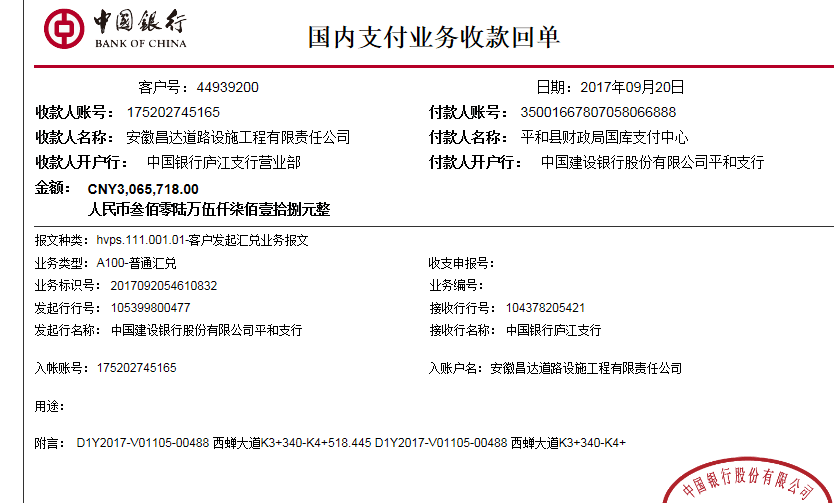 中国银行
BANK OF CHINA
国内支付业务收款回单
客户号：44939200 日期：2017年09月20日
收款人账号：175202745165 付款人账号：35001667807058066888
收款人名称：安徽昌达道路设施工程有限责任公司 付款人名称：平和县财政局国库支付中心
收款人开户行：中国银行庐江支行营业部 付款人开户行：中国建设银行股份有限公司平和支行
金额：CNY3,065,718.00
人民币叁佰零陆万伍仟柒佰壹拾捌元整
报文种类：hvps.111.001.01-客户发起汇兑业务报文
业务类型：A100-普通汇兑 收支申报号：
业务标识号：2017092054610832 业务编号：
发起行行号：105399800477 接收行行号：104378205421
发起行名称：中国建设银行股份有限公司平和支行 接收行名称：中国银行庐江支行
入帐账号：175202745165 入账户名：安徽昌达道路设施工程有限责任公司
用途：
附言：D1Y2017-V01105-00488 西蝉大道K3+340-K4+518.445 D1Y2017-V01105-00488 西蝉大道K3+340-K4+
中国银行股份有限公司